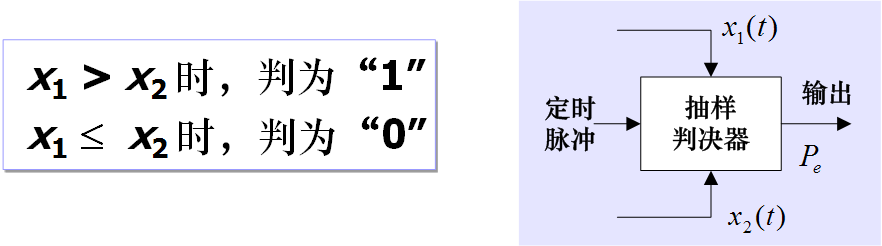 x₁ > x₂ 时，判为“1”
x₁ ≤ x₂ 时，判为“0”
x₁(t)
定时
脉冲
抽样
判决器
输出
Pₑ
x₂(t)